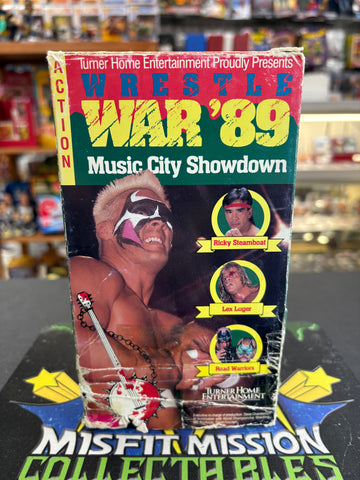 Turner Home Entertainment Proudly Presents
ACTION
WRESTLE
WAR '89
Music City Showdown
Ricky Steamboat
Lex Luger
Road Warriors
TURNER HOME
ENTERTAINMENT
MISFIT MISSION
COLLECTABLES